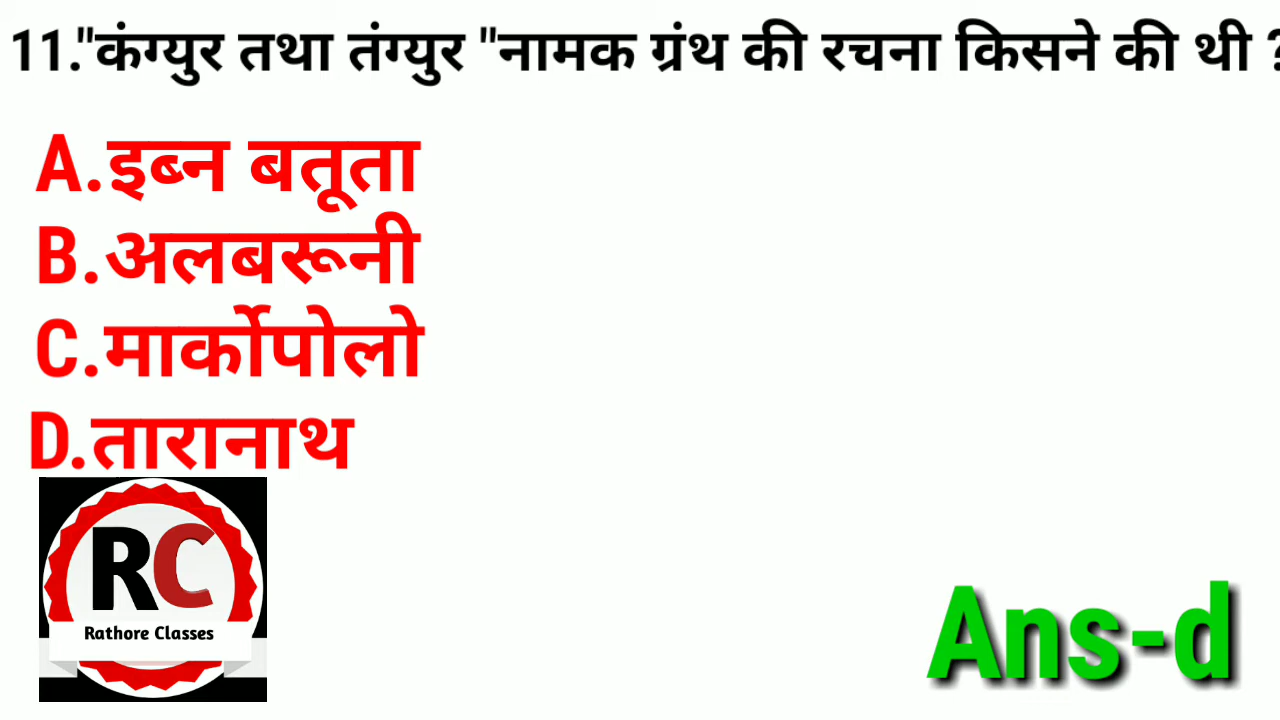 11."कंग्युर तथा तंग्युर "नामक ग्रंथ की रचना किसने की थी ?
A.इब्न बतूता
B.अलबरूनी
C.मार्कोपोलो
D.तारानाथ
RC
Rathore Classes
Ans-d